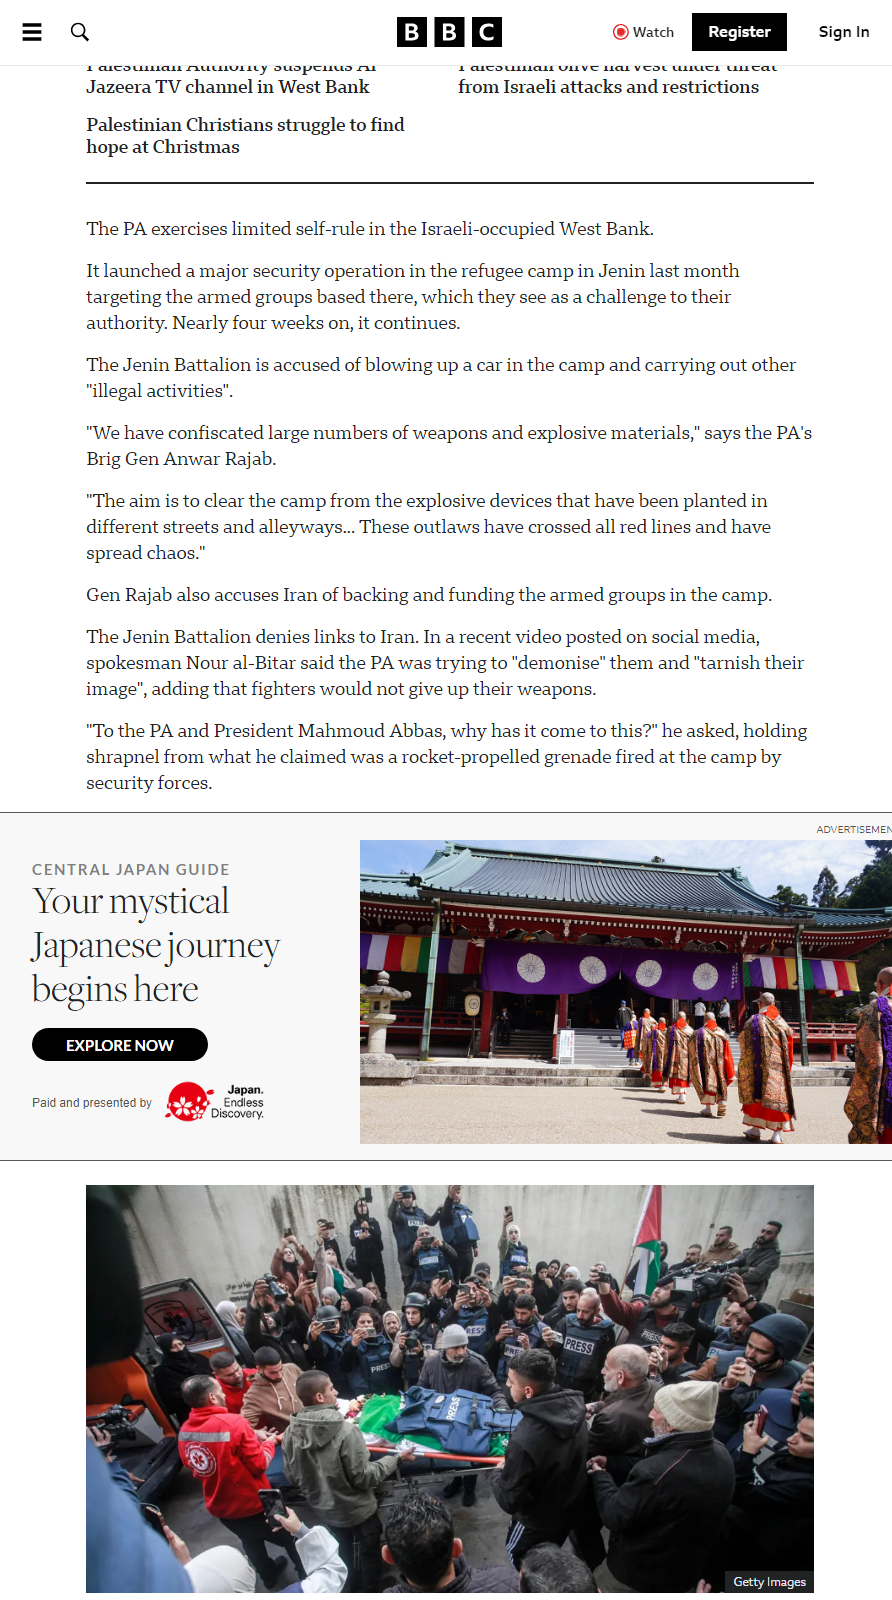 BBC
Watch
Register
Sign In
Palestinian Authority suspends Al
Jazeera TV channel in West Bank
Palestinian olive harvest under threat
from Israeli attacks and restrictions
Palestinian Christians struggle to find
hope at Christmas
The PA exercises limited self-rule in the Israeli-occupied West Bank.
It launched a major security operation in the refugee camp in Jenin last month
targeting the armed groups based there, which they see as a challenge to their
authority. Nearly four weeks on, it continues.
The Jenin Battalion is accused of blowing up a car in the camp and carrying out other
"illegal activities".
"We have confiscated large numbers of weapons and explosive materials," says the PA's
Brig Gen Anwar Rajab.
"The aim is to clear the camp from the explosive devices that have been planted in
different streets and alleyways... These outlaws have crossed all red lines and have
spread chaos."
Gen Rajab also accuses Iran of backing and funding the armed groups in the camp.
The Jenin Battalion denies links to Iran. In a recent video posted on social media,
spokesman Nour al-Bitar said the PA was trying to "demonise" them and "tarnish their
image", adding that fighters would not give up their weapons.
"To the PA and President Mahmoud Abbas, why has it come to this?" he asked, holding
shrapnel from what he claimed was a rocket-propelled grenade fired at the camp by
security forces.
ADVERTISEMEN
CENTRAL JAPAN GUIDE
Your mystical
Japanese journey
begins here
EXPLORE NOW
Paid and presented by
Japan.
Endless
Discovery.
PRESS
PRESS
PRESS
PRESS
PRESS
PRESS
Getty Images